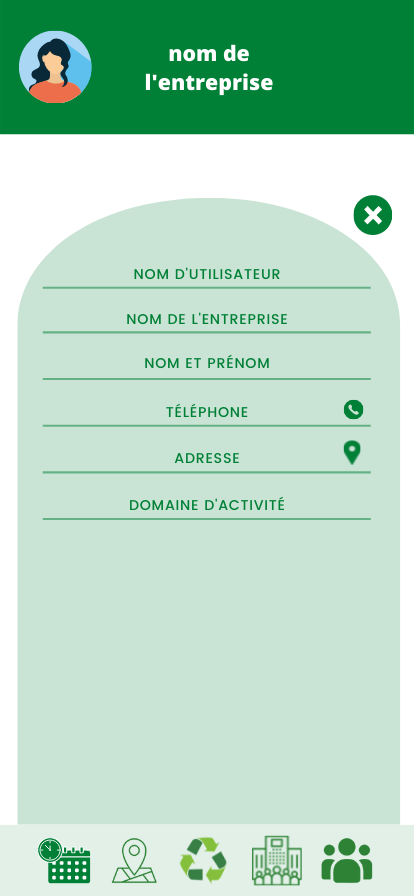 nom de
l'entreprise
NOM D'UTILISATEUR
NOM DE L'ENTREPRISE
NOM ET PRÉNOM
TÉLÉPHONE
ADRESSE
DOMAINE D'ACTIVITÉ